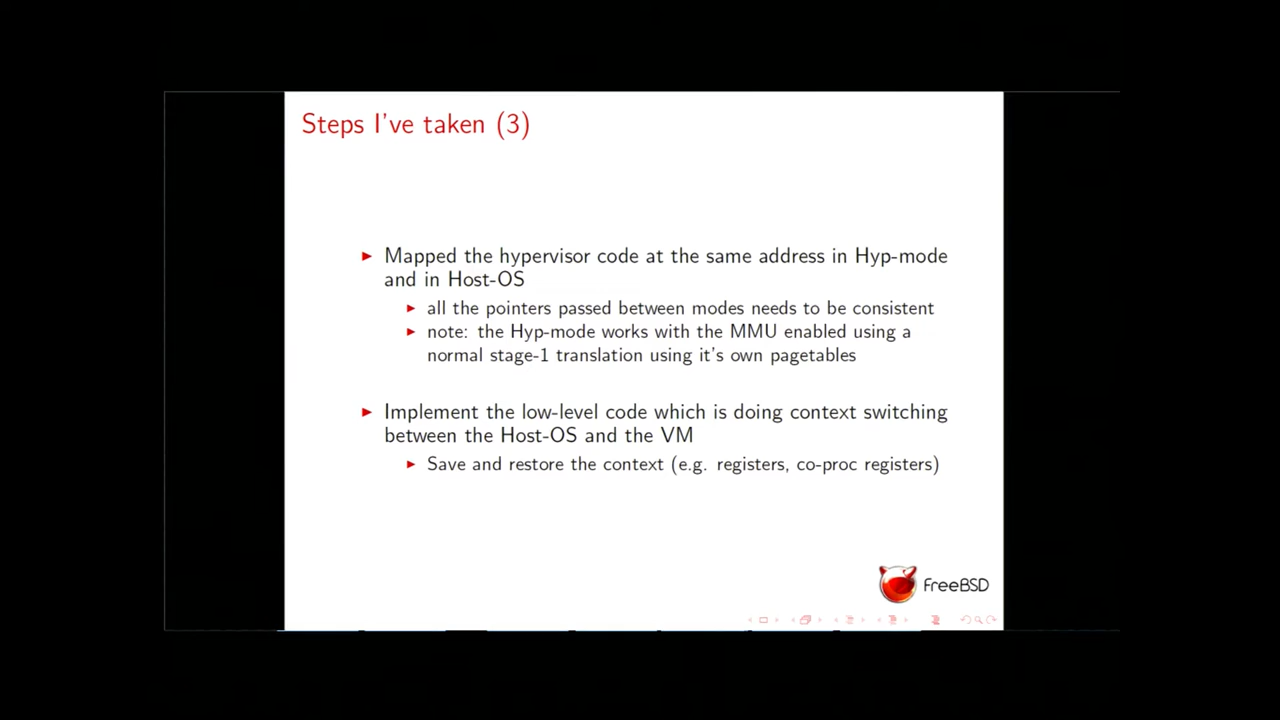 Steps I've taken (3)
Mapped the hypervisor code at the same address in Hyp-mode
and in Host-OS
all the pointers passed between modes needs to be consistent
note: the Hyp-mode works with the MMU enabled using a
normal stage-1 translation using it's own pagetables
Implement the low-level code which is doing context switching
between the Host-OS and the VM
Save and restore the context (e.g. registers, co-proc registers)
FreeBSD